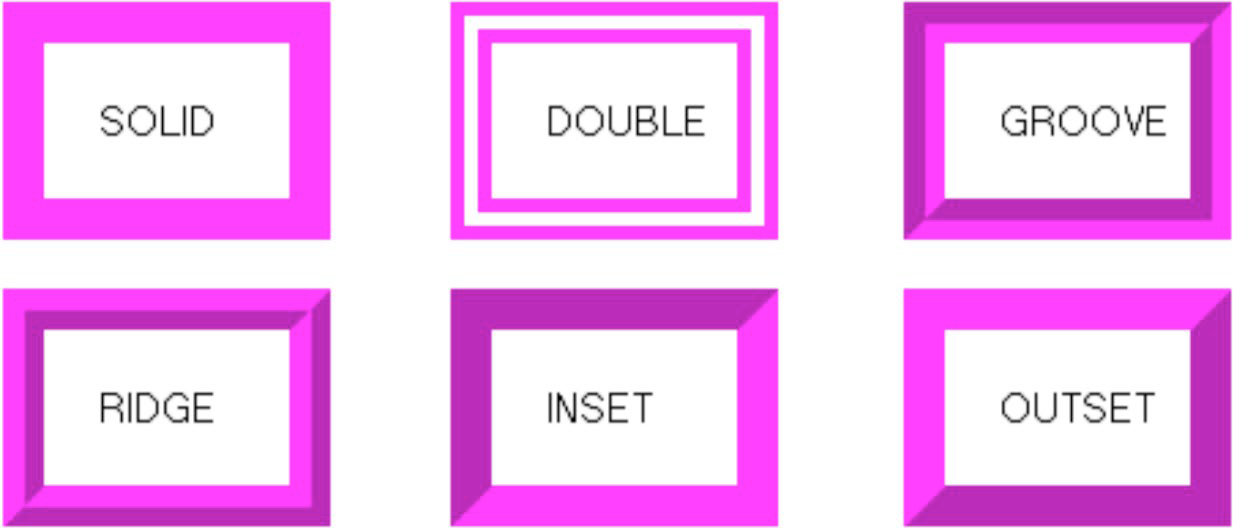 SOLID
DOUBLE
GROOVE
RIDGE
INSET
OUTSET